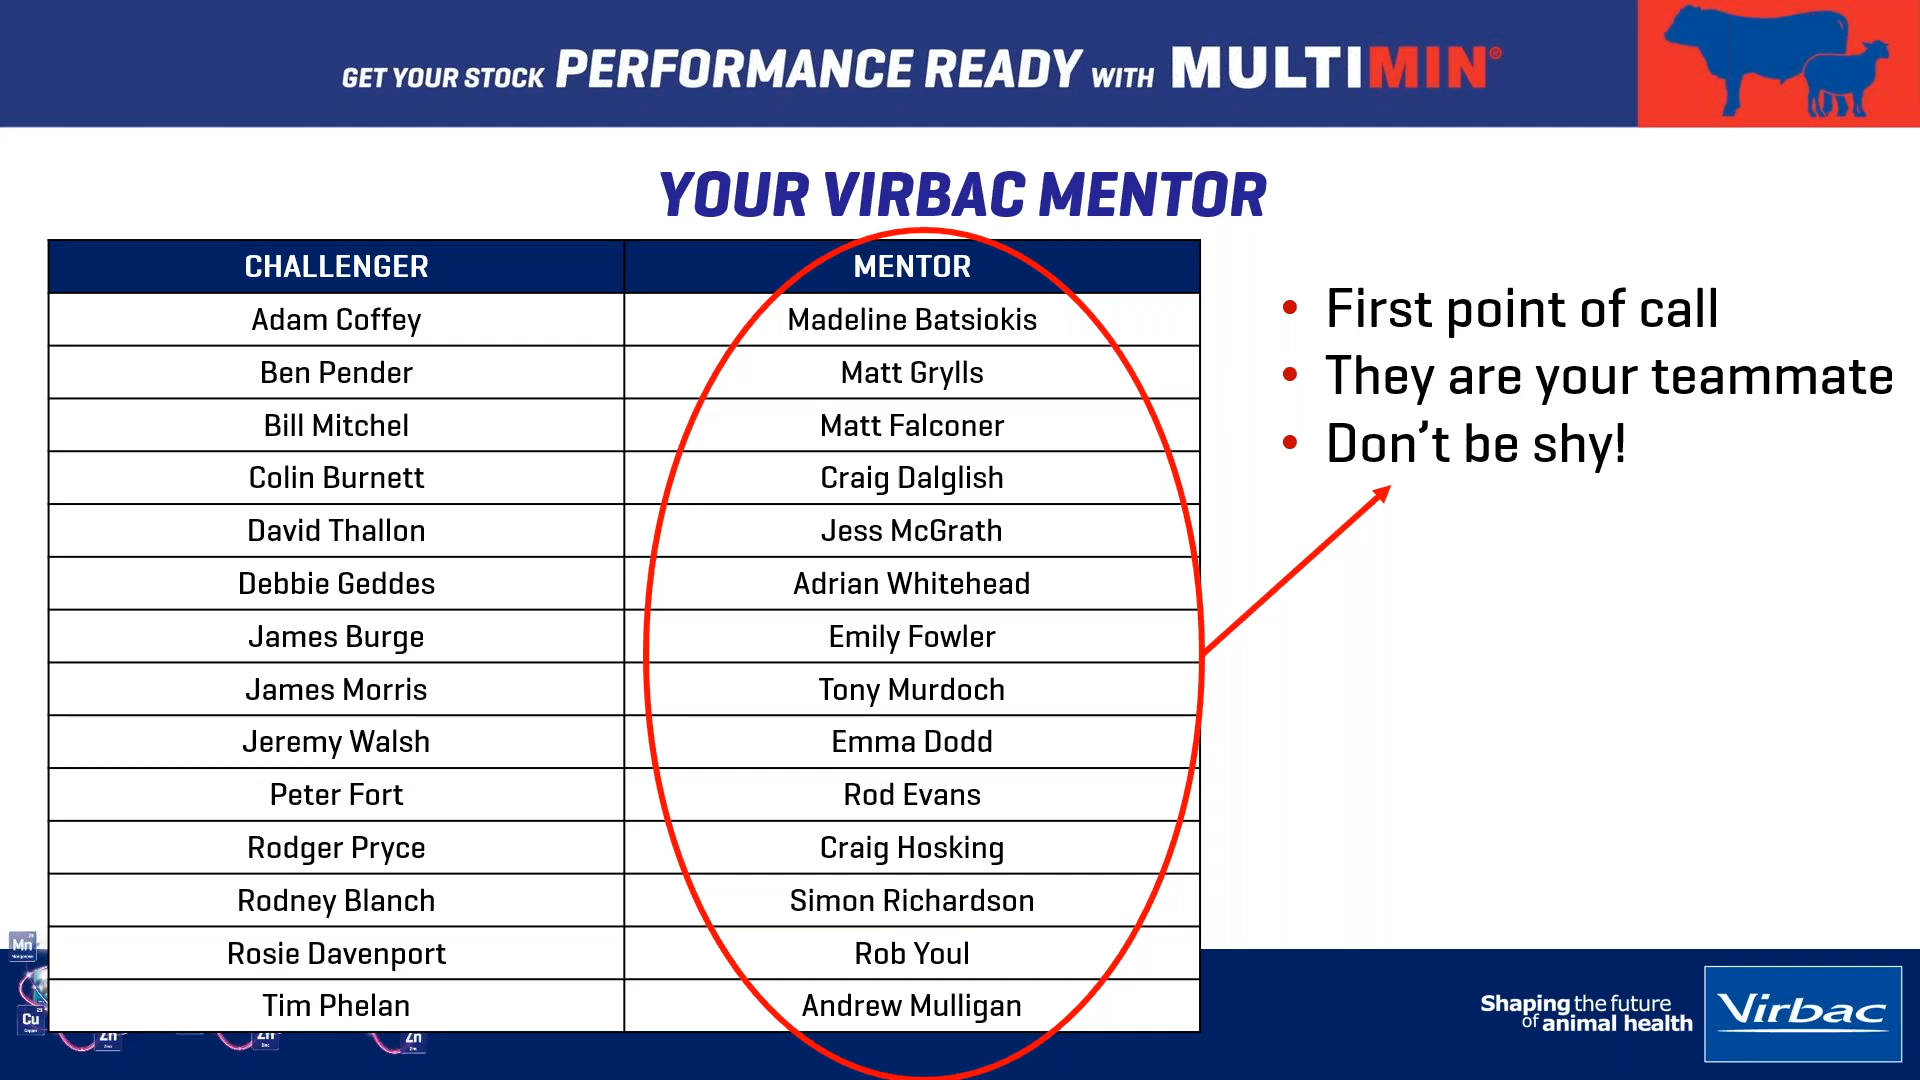 GET YOUR STOCK PERFORMANCE READY WITH MULTIMIN®
YOUR VIRBAC MENTOR
CHALLENGER MENTOR
Adam Coffey Madeline Batsiokis
Ben Pender Matt Grylls
Bill Mitchel Matt Falconer
Colin Burnett Craig Dalglish
David Thallon Jess McGrath
Debbie Geddes Adrian Whitehead
James Burge Emily Fowler
James Morris Tony Murdoch
Jeremy Walsh Emma Dodd
Peter Fort Rod Evans
Rodger Pryce Craig Hosking
Rodney Blanch Simon Richardson
Rosie Davenport Rob Youl
Tim Phelan Andrew Mulligan
• First point of call
• They are your teammate
• Don’t be shy!
Mn
Cu
Zn
Zn
Zn
Shaping the future
of animal health
Virbac